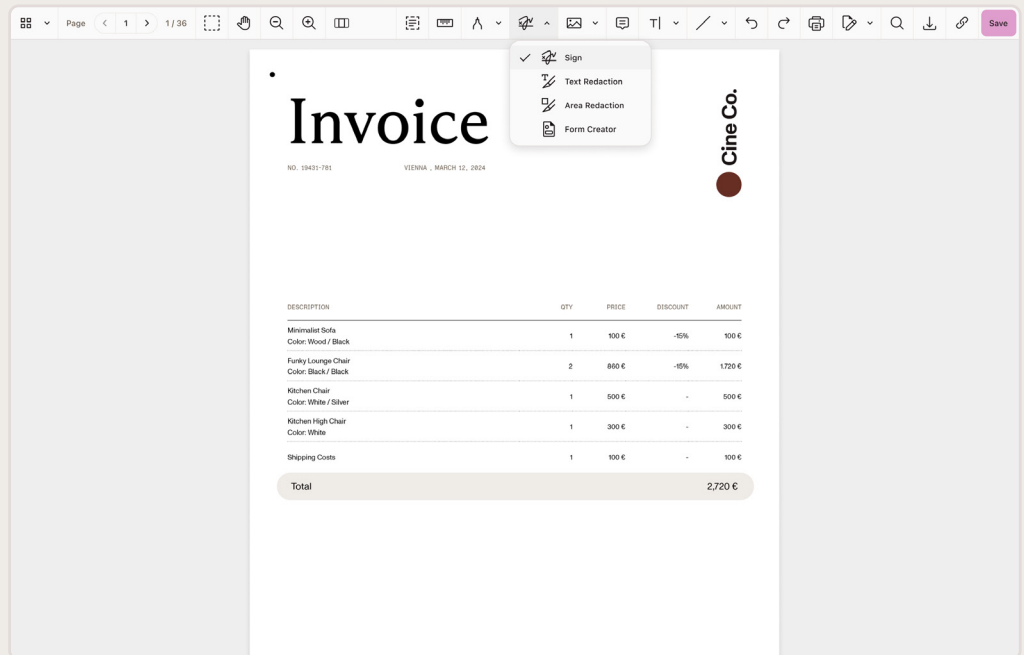 Page 1 1 / 36 Save
Sign
Text Redaction
Area Redaction
Form Creator
Invoice
Cine Co.
NO. 19431-781 VIENNA , MARCH 12, 2024
DESCRIPTION QTY PRICE DISCOUNT AMOUNT
Minimalist Sofa
Color: Wood / Black 1 100 € -15% 100 €
Funky Lounge Chair
Color: Black / Black 2 860 € -15% 1.720 €
Kitchen Chair
Color: White / Silver 1 500 € - 500 €
Kitchen High Chair
Color: White 1 300 € - 300 €
Shipping Costs 1 100 € - 100 €
Total 2,720 €